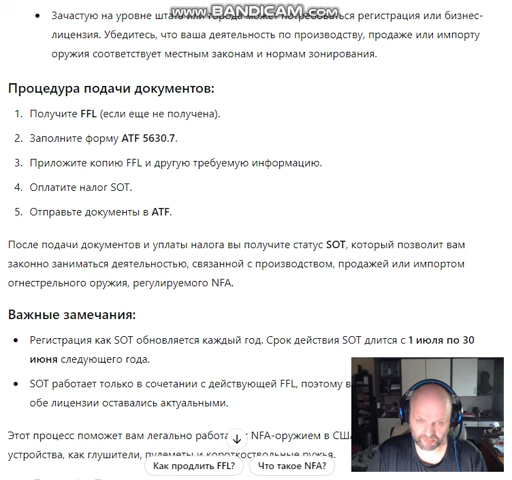 WWW.BANDICAM.COM
• Зачастую на уровне штата или города может потребоваться регистрация или бизнес-
лицензия. Убедитесь, что ваша деятельность по производству, продаже или импорту
оружия соответствует местным законам и нормам зонирования.
Процедура подачи документов:
1. Получите FFL (если еще не получена).
2. Заполните форму ATF 5630.7.
3. Приложите копию FFL и другую требуемую информацию.
4. Оплатите налог SOT.
5. Отправьте документы в ATF.
После подачи документов и уплаты налога вы получите статус SOT, который позволит вам
законно заниматься деятельностью, связанной с производством, продажей или импортом
огнестрельного оружия, регулируемого NFA.
Важные замечания:
• Регистрация как SOT обновляется каждый год. Срок действия SOT длится с 1 июля по 30
июня следующего года.
• SOT работает только в сочетании с действующей FFL, поэтому
обе лицензии оставались актуальными.
Этот процесс поможет вам легально NFA-оружием в США
устройства, как глушители, пулеметы и короткоствольные ружья.
Как продлить FFL? Что такое NFA?